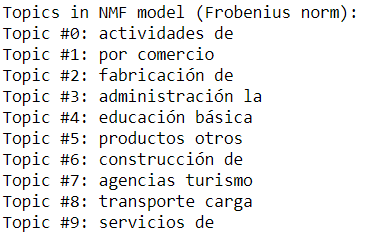 Topics in NMF model (Frobenius norm):
Topic #0: actividades de
Topic #1: por comercio
Topic #2: fabricación de
Topic #3: administración la
Topic #4: educación básica
Topic #5: productos otros
Topic #6: construcción de
Topic #7: agencias turismo
Topic #8: transporte carga
Topic #9: servicios de